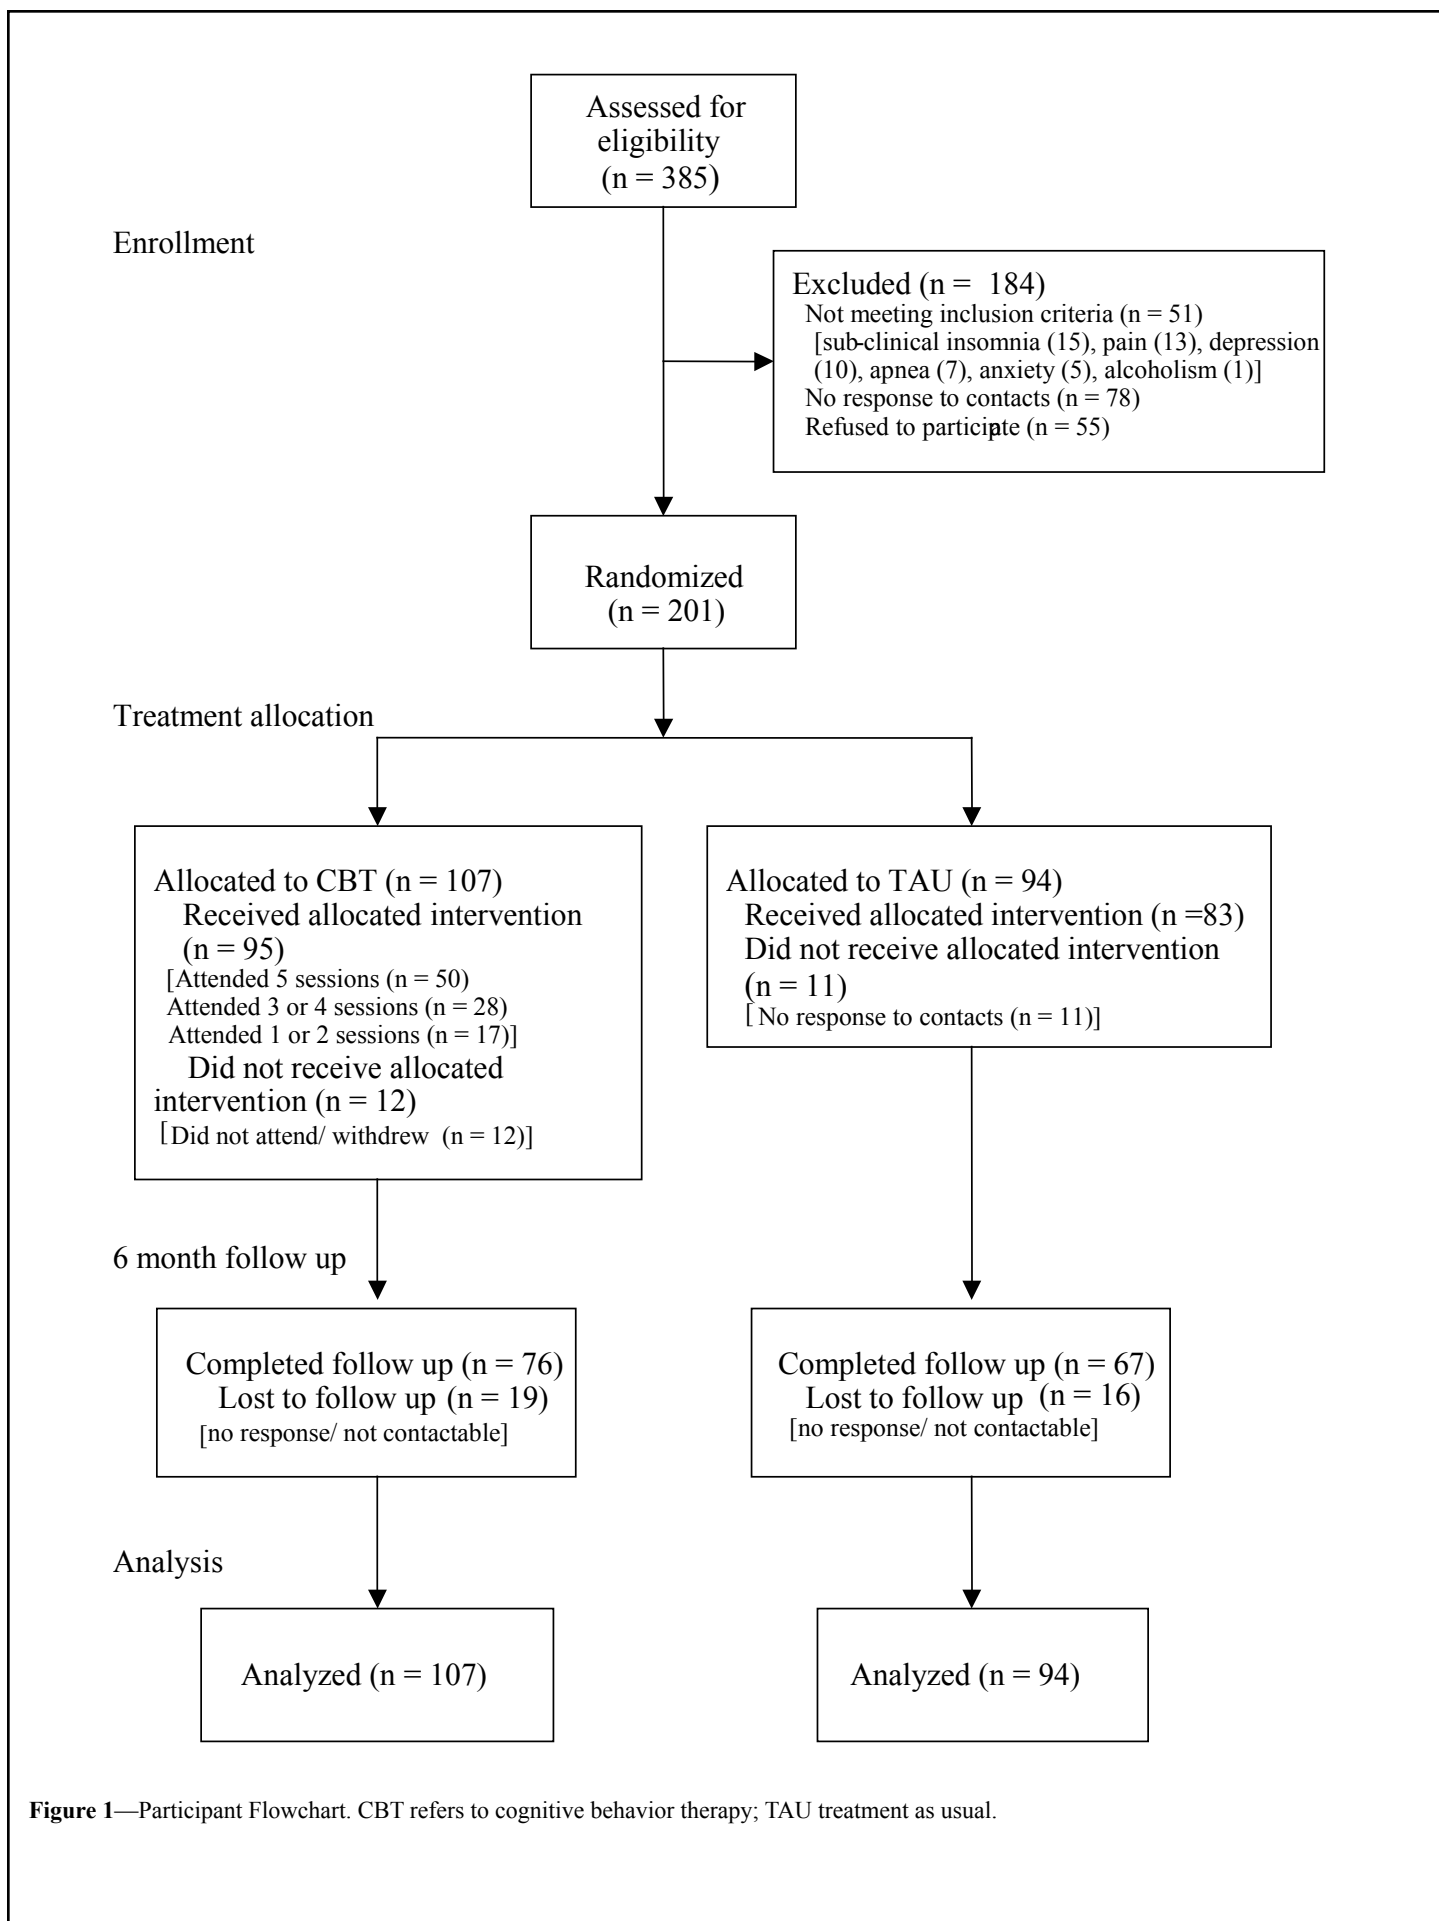 Assessed for
eligibility
(n = 385)
Enrollment
Excluded (n = 184)
Not meeting inclusion criteria (n = 51)
[sub-clinical insomnia (15), pain (13), depression
(10), apnea (7), anxiety (5), alcoholism (1)]
No response to contacts (n = 78)
Refused to participate (n = 55)
Randomized
(n = 201)
Treatment allocation
Allocated to CBT (n = 107)
Received allocated intervention
(n = 95)
[Attended 5 sessions (n = 50)
Attended 3 or 4 sessions (n = 28)
Attended 1 or 2 sessions (n = 17)]
Did not receive allocated
intervention (n = 12)
[Did not attend/ withdrew (n = 12)]
Allocated to TAU (n = 94)
Received allocated intervention (n =83)
Did not receive allocated intervention
(n = 11)
[ No response to contacts (n = 11)]
6 month follow up
Completed follow up (n = 76)
Lost to follow up (n = 19)
[no response/ not contactable]
Completed follow up (n = 67)
Lost to follow up (n = 16)
[no response/ not contactable]
Analysis
Analyzed (n = 107)
Analyzed (n = 94)
Figure 1—Participant Flowchart. CBT refers to cognitive behavior therapy; TAU treatment as usual.